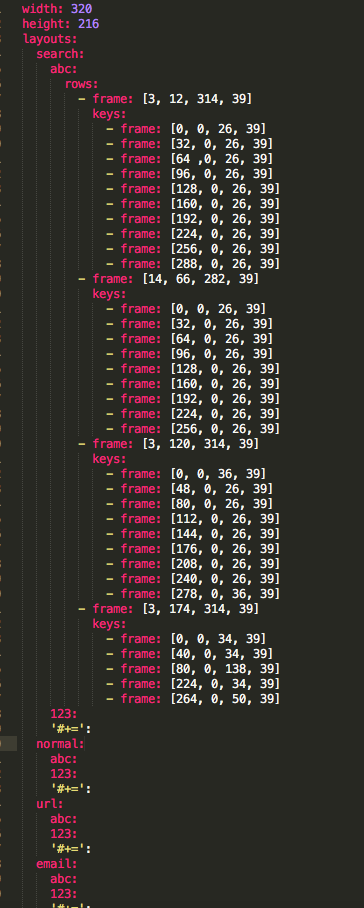 width: 320
height: 216
layouts:
  search:
    abc:
      rows:
        - frame: [3, 12, 314, 39]
          keys:
            - frame: [0, 0, 26, 39]
            - frame: [32, 0, 26, 39]
            - frame: [64 ,0, 26, 39]
            - frame: [96, 0, 26, 39]
            - frame: [128, 0, 26, 39]
            - frame: [160, 0, 26, 39]
            - frame: [192, 0, 26, 39]
            - frame: [224, 0, 26, 39]
            - frame: [256, 0, 26, 39]
            - frame: [288, 0, 26, 39]
        - frame: [14, 66, 282, 39]
          keys:
            - frame: [0, 0, 26, 39]
            - frame: [32, 0, 26, 39]
            - frame: [64, 0, 26, 39]
            - frame: [96, 0, 26, 39]
            - frame: [128, 0, 26, 39]
            - frame: [160, 0, 26, 39]
            - frame: [192, 0, 26, 39]
            - frame: [224, 0, 26, 39]
            - frame: [256, 0, 26, 39]
        - frame: [3, 120, 314, 39]
          keys:
            - frame: [0, 0, 36, 39]
            - frame: [48, 0, 26, 39]
            - frame: [80, 0, 26, 39]
            - frame: [112, 0, 26, 39]
            - frame: [144, 0, 26, 39]
            - frame: [176, 0, 26, 39]
            - frame: [208, 0, 26, 39]
            - frame: [240, 0, 26, 39]
            - frame: [278, 0, 36, 39]
        - frame: [3, 174, 314, 39]
          keys:
            - frame: [0, 0, 34, 39]
            - frame: [40, 0, 34, 39]
            - frame: [80, 0, 138, 39]
            - frame: [224, 0, 34, 39]
            - frame: [264, 0, 50, 39]
    123:
    '#+=':
  normal:
    abc:
    123:
    '#+=':
  url:
    abc:
    123:
    '#+=':
  email:
    abc:
    123:
    '#+=':